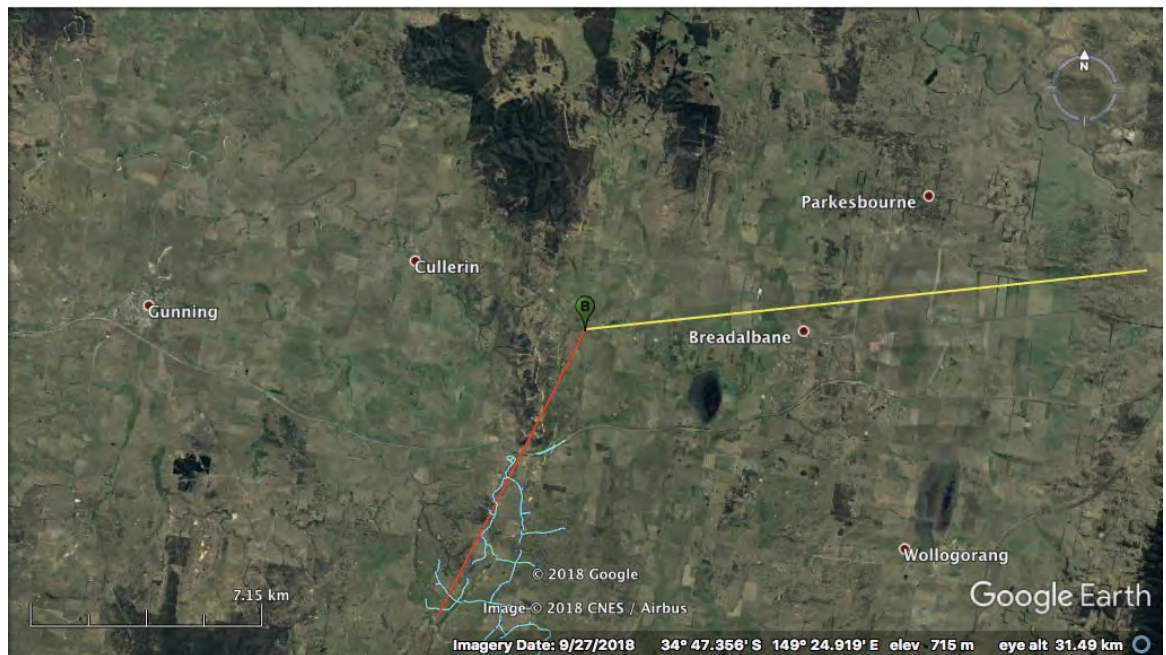 N
Parkesbourne
Cullerin
Gunning
B
Breadalbane
Wollogorang
© 2018 Google
7.15 km
Image © 2018 CNES / Airbus
Google Earth
Imagery Date: 9/27/2018 34° 47.356' S 149° 24.919' E elev 715 m eye alt 31.49 km